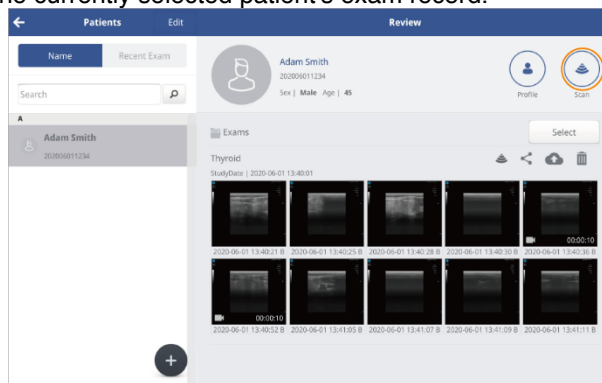 he currently selected patient's exam record.
Patients
Edit
Review
Name
Recent Exam
Search
A
Adam Smith
202006011234
Adam Smith
202006011234
Sex | Male Age | 45
Profile
Scan
Exams
Select
Thyroid
StudyDate | 2020-06-01 13:40:01
00:00:10
2020-06-01 13:40:21 B
2020-06-01 13:40:25 B
2020-06-01 13:40:28 B
2020-06-01 13:40:30 B
2020-06-01 13:40:36 B
00:00:10
2020-06-01 13:40:52 B
2020-06-01 13:41:05 B
2020-06-01 13:41:07 B
2020-06-01 13:41:09 B
2020-06-01 13:41:11 B